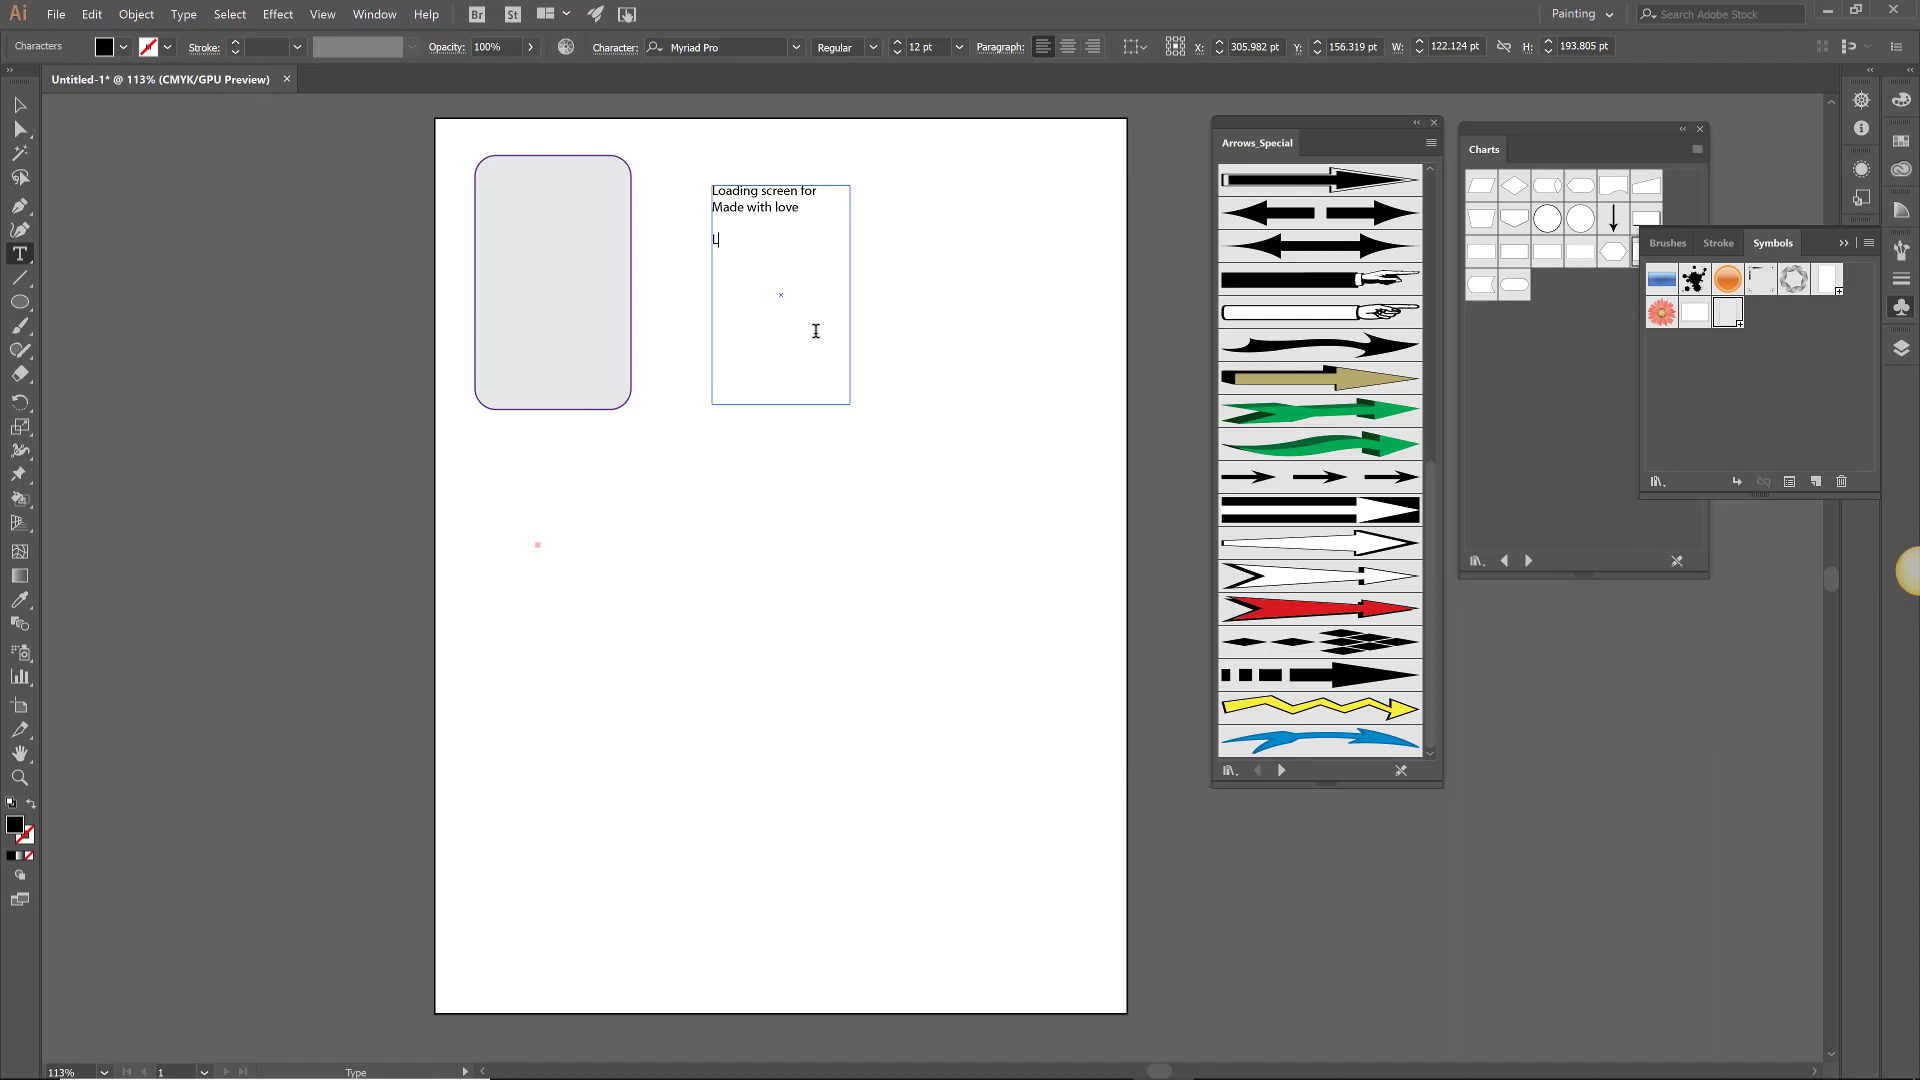 Ai File Edit Object Type Select Effect View Window Help Br St Painting Search Adobe Stock
Characters Stroke: Opacity: 100% Character: Myriad Pro Regular 12 pt Paragraph: X: 305.982 pt Y: 156.319 pt W: 122.124 pt H: 193.805 pt
Untitled-1* @ 113% (CMYK/GPU Preview)
Arrows_Special
Charts
Loading screen for
Made with love
L
Brushes Stroke Symbols
T
113% 1 Type